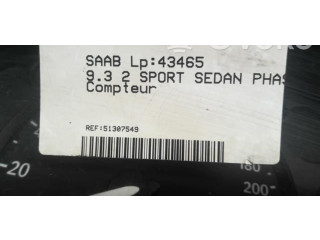 SAAB Lp:43465
9.3 2 SPORT SEDAN PHAS
Compteur
REF:51307549
-20
180
200